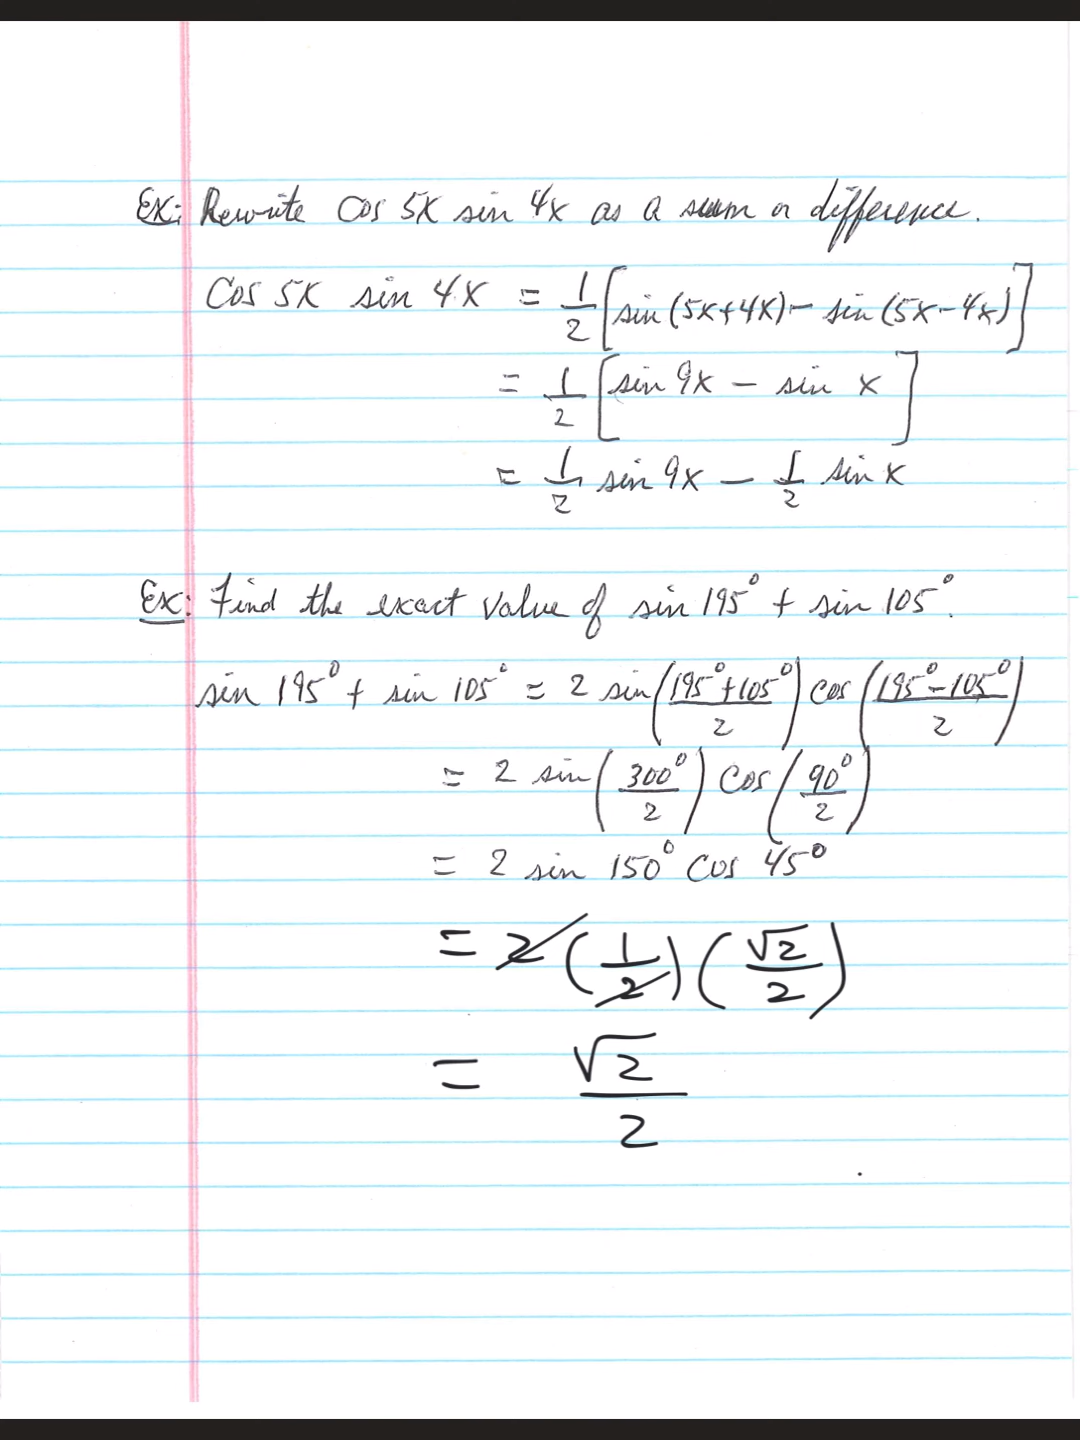 Ex: Rewrite cos 5x sin 4x as a sum or difference.
Cos 5x sin 4x = 1/2 [sin (5x+4x) - sin (5x-4x)]
= 1/2 [sin 9x - sin x]
= 1/2 sin 9x - 1/2 sin x
Ex: Find the exact value of sin 195° + sin 105°.
sin 195° + sin 105° = 2 sin ((195°+105°)/2) cos ((195°-105°)/2)
= 2 sin (300°/2) cos (90°/2)
= 2 sin 150° cos 45°
= 2 (1/2) (√2/2)
= √2/2